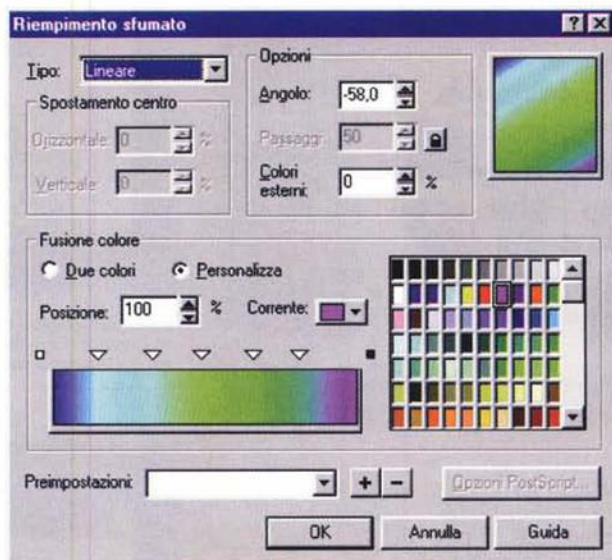 Riempimento sfumato
Tipo: Lineare
Spostamento centro
Orizzontale: 0 %
Verticale: 0 %
Opzioni
Angolo: -58,0
Passaggi: 50
Colori esterni: 0 %
Fusione colore
Due colori Personalizza
Posizione: 100 % Corrente:
Preimpostazioni: + −
Opzioni PostScript...
OK Annulla Guida